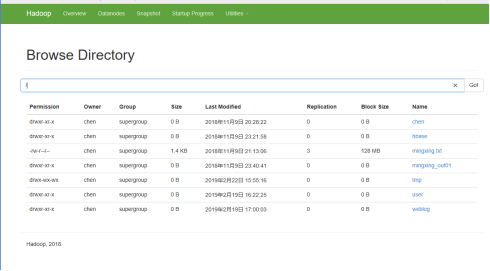 Hadoop Overview Datanodes Snapshot Startup Progress Utilities
Browse Directory
/ × Go!
Permission Owner Group Size Last Modified Replication Block Size Name
drwxr-xr-x chen supergroup 0 B 2018年11月9日 20:28:22 0 0 B chen
drwxr-xr-x chen supergroup 0 B 2018年11月9日 23:21:58 0 0 B hbase
-rw-r--r-- chen supergroup 1.4 KB 2018年11月9日 21:13:06 3 128 MB mingxing.txt
drwxr-xr-x chen supergroup 0 B 2018年11月9日 23:40:41 0 0 B mingxing_out01
drwx-wx-wx chen supergroup 0 B 2019年2月22日 15:55:16 0 0 B tmp
drwxr-xr-x chen supergroup 0 B 2019年2月19日 16:22:25 0 0 B user
drwxr-xr-x chen supergroup 0 B 2019年2月19日 17:00:03 0 0 B weblog
Hadoop, 2018.